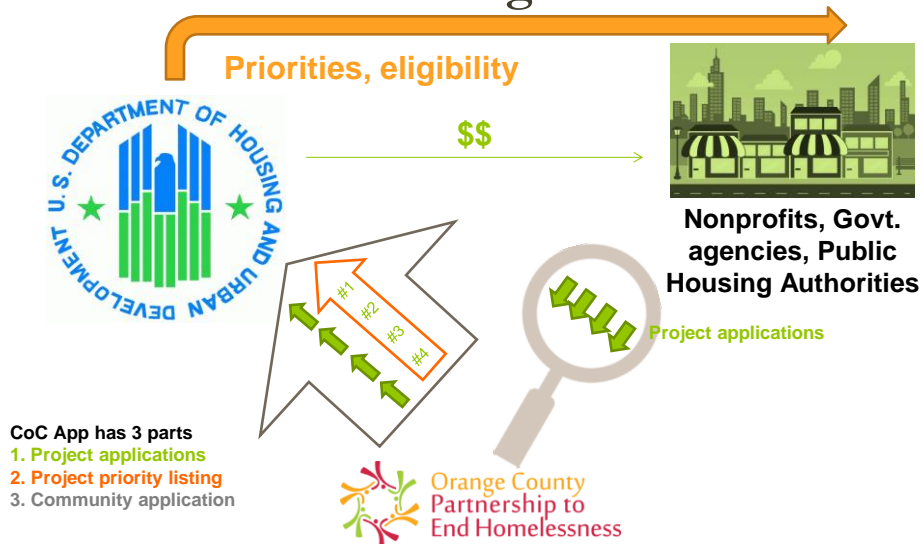 Priorities, eligibility
U. S. DEPARTMENT OF HOUSING AND URBAN DEVELOPMENT
$$
Nonprofits, Govt.
agencies, Public
Housing Authorities
Project applications
#1
#2
#3
#4
CoC App has 3 parts
1. Project applications
2. Project priority listing
3. Community application
Orange County
Partnership to
End Homelessness